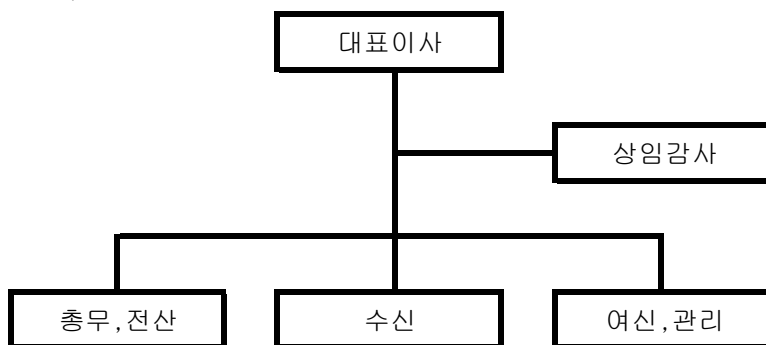 대표이사
상임감사
총무,전산
수신
여신,관리